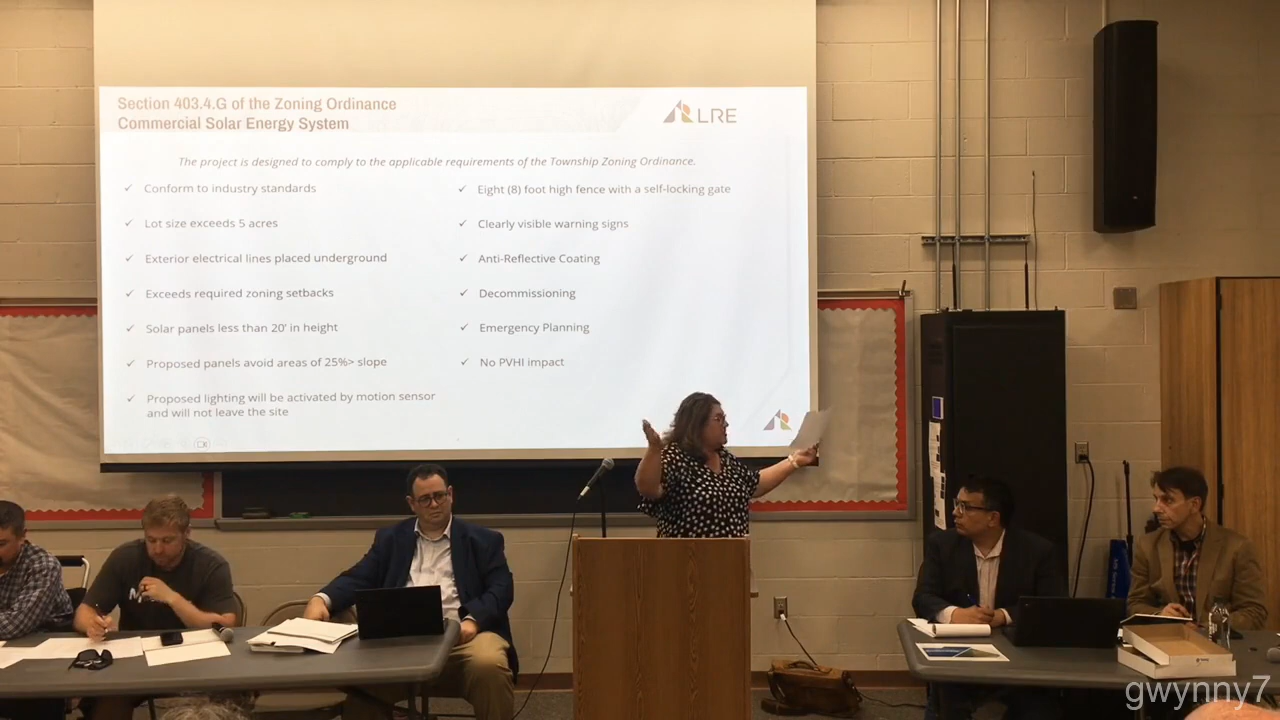 Section 403.4.G of the Zoning Ordinance
Commercial Solar Energy System
LRE
The project is designed to comply to the applicable requirements of the Township Zoning Ordinance.
✓ Conform to industry standards
✓ Lot size exceeds 5 acres
✓ Exterior electrical lines placed underground
✓ Exceeds required zoning setbacks
✓ Solar panels less than 20' in height
✓ Proposed panels avoid areas of 25%> slope
✓ Proposed lighting will be activated by motion sensor
and will not leave the site
✓ Eight (8) foot high fence with a self-locking gate
✓ Clearly visible warning signs
✓ Anti-Reflective Coating
✓ Decommissioning
✓ Emergency Planning
✓ No PVHI impact
gwynny7